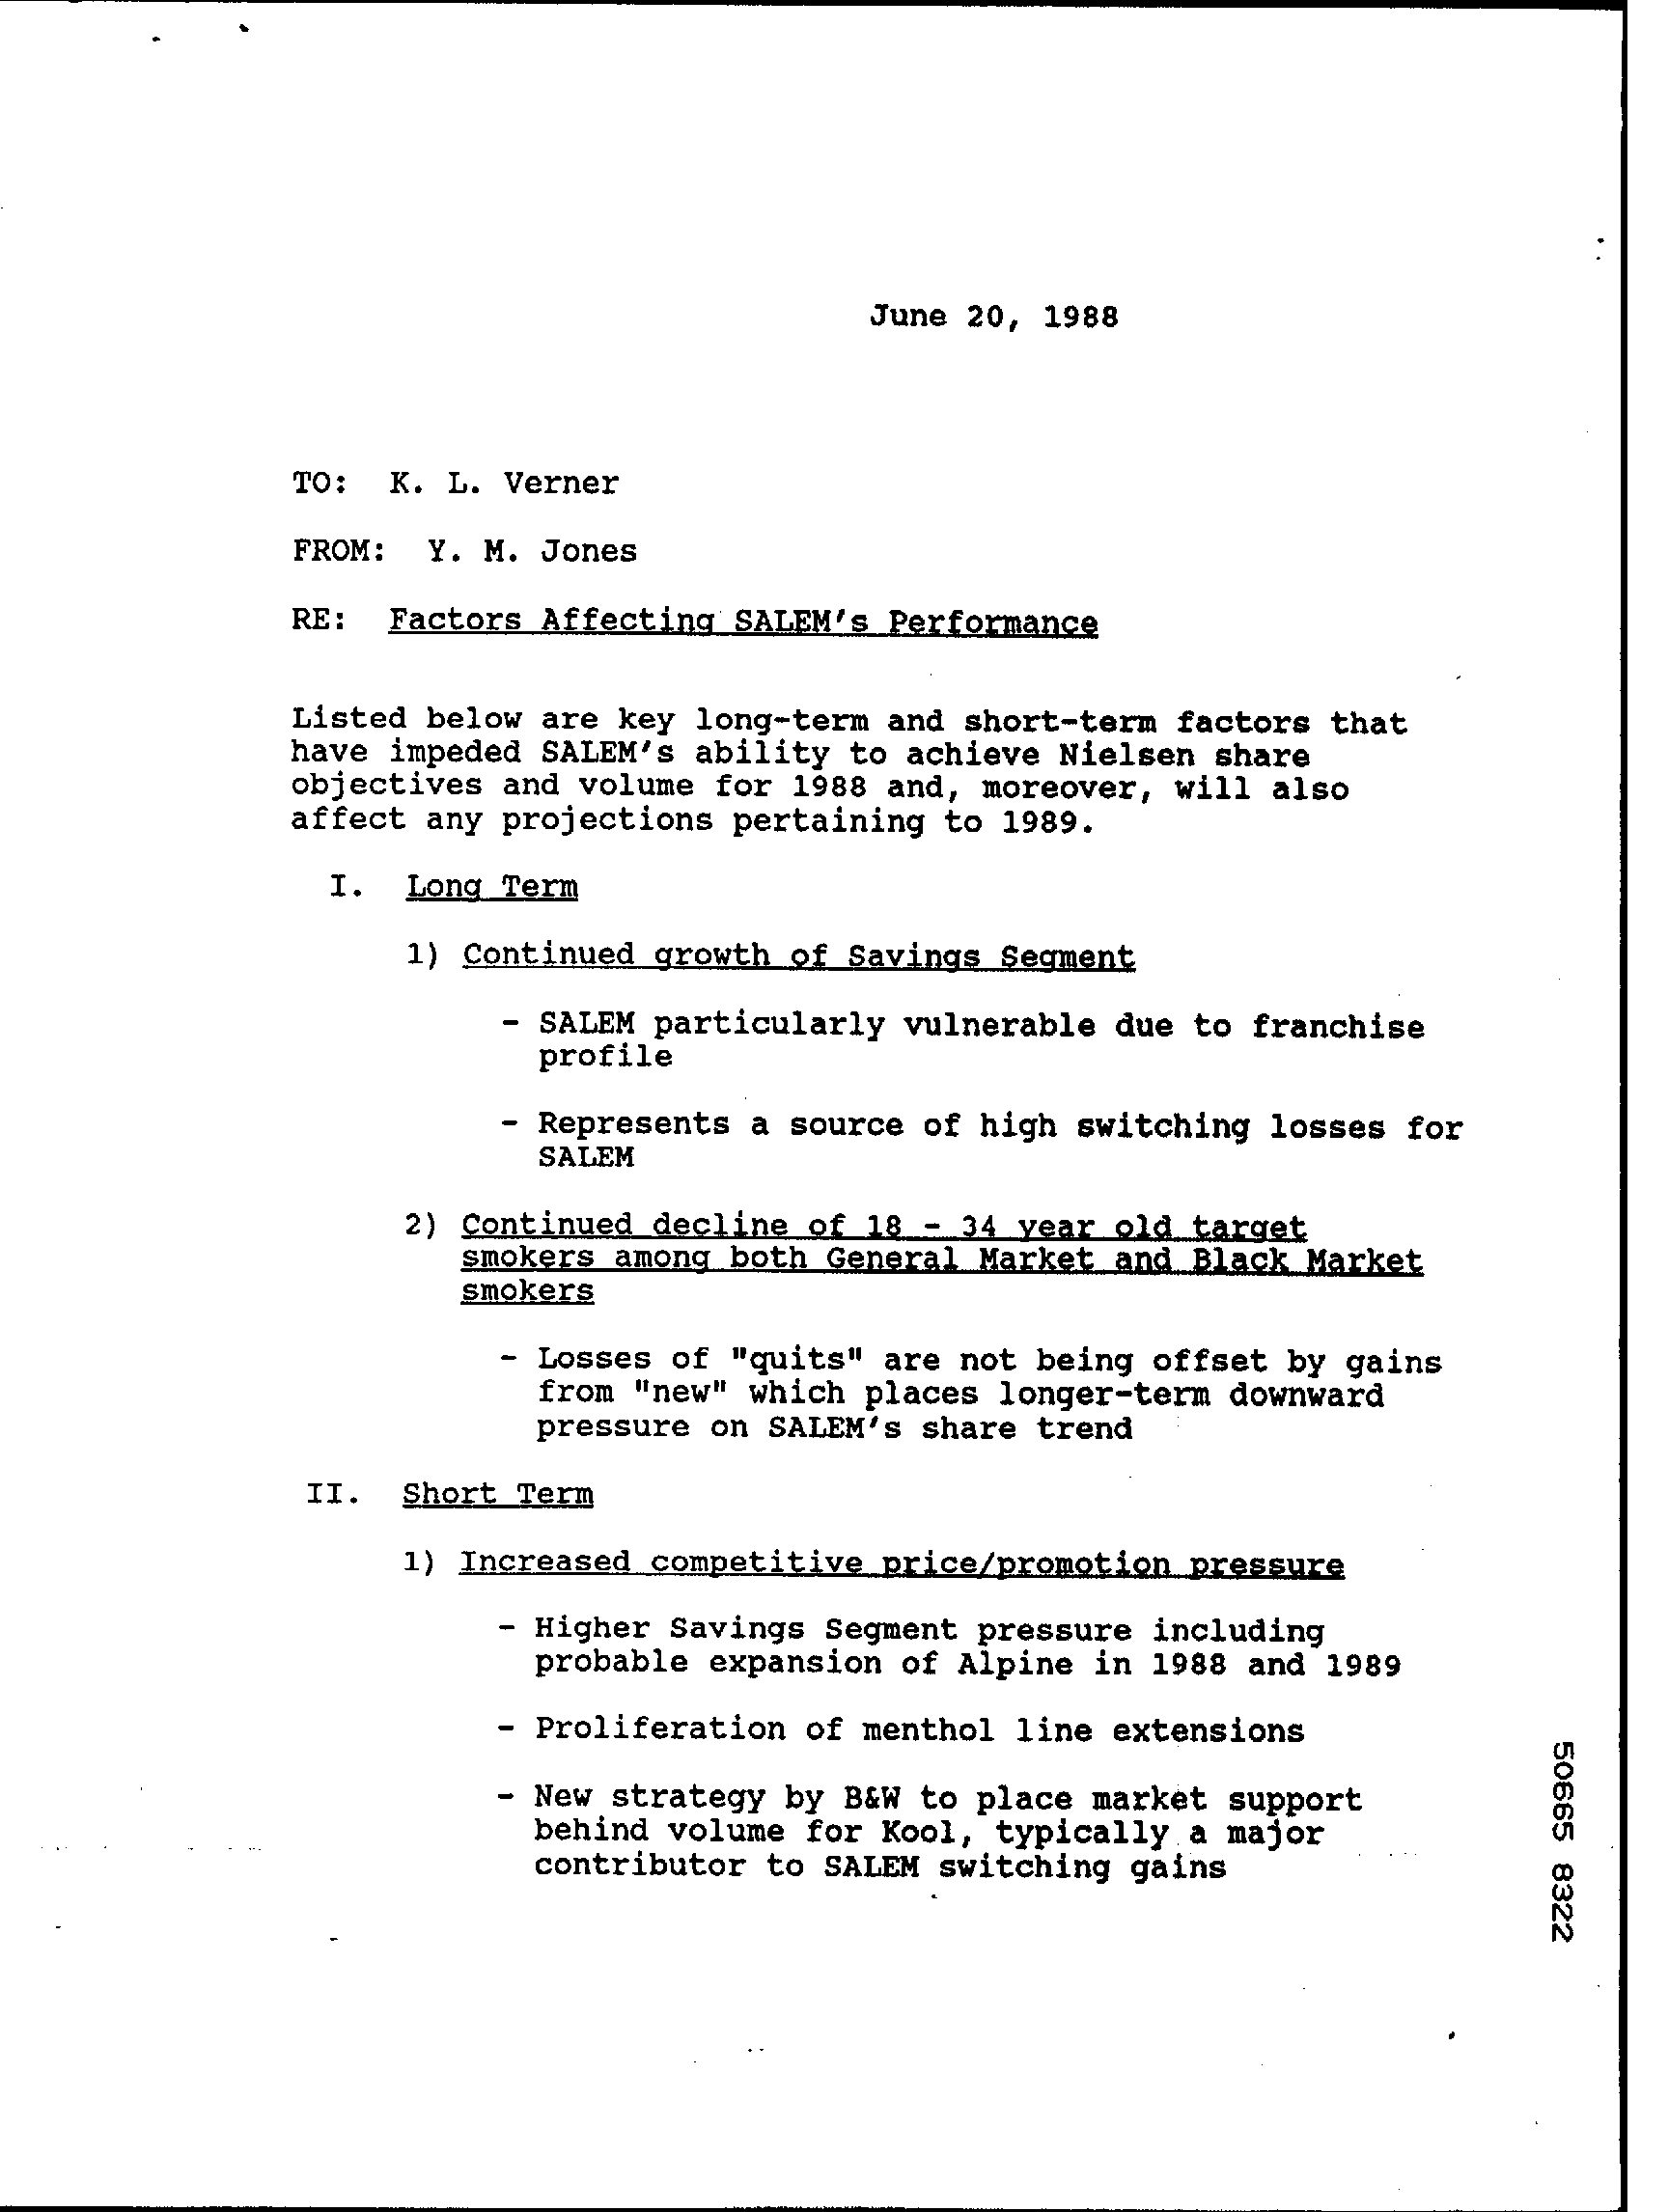 June 20, 1988
TO: K. L. Verner
FROM: Y. M. Jones
RE: Factors Affecting SALEM's Performance
Listed below are key long-term and short-term factors that
have impeded SALEM's ability to achieve Nielsen share
objectives and volume for 1988 and, moreover, will also
affect any projections pertaining to 1989.
I. Long Term
1) Continued growth of Savings Segment
- SALEM particularly vulnerable due to franchise
profile
- Represents a source of high switching losses for
SALEM
2) Continued decline of 18 - 34 year old target
smokers among both General Market and Black Market
smokers
- Losses of "quits" are not being offset by gains
from "new" which places longer-term downward
pressure on SALEM's share trend
II. Short Term
1) Increased competitive price/promotion pressure
- Higher Savings Segment pressure including
probable expansion of Alpine in 1988 and 1989
- Proliferation of menthol line extensions
- New strategy by B&W to place market support
behind volume for Kool, typically a major
contributor to SALEM switching gains
50665 8322